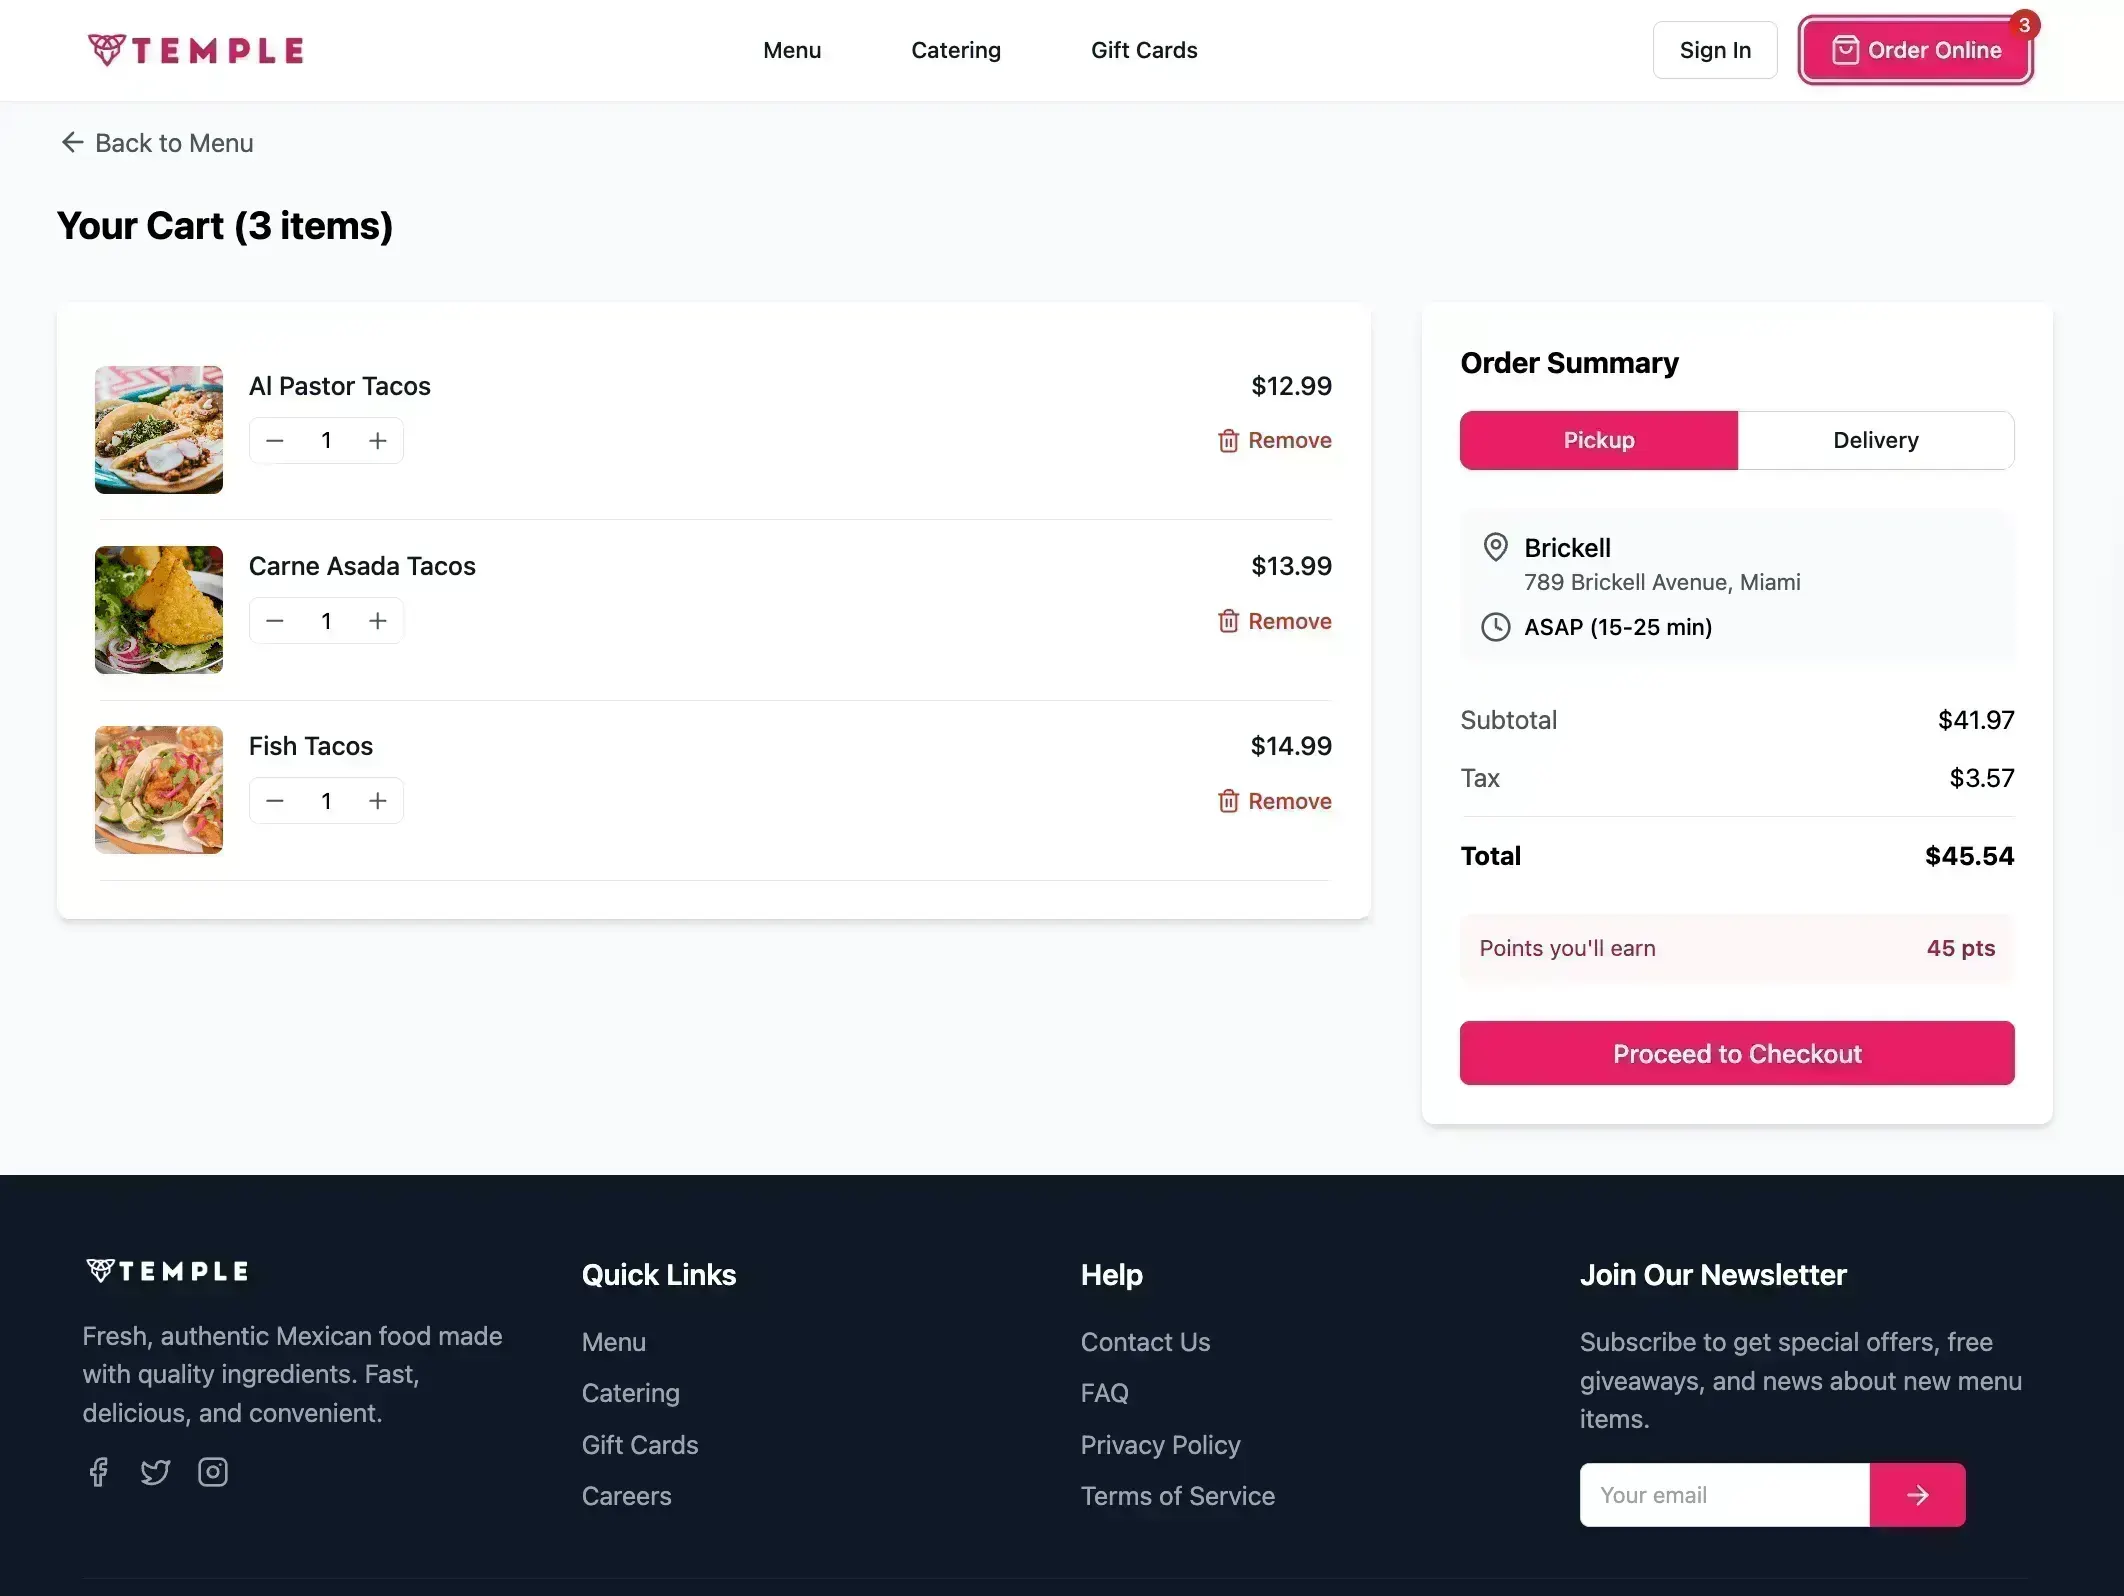 TEMPLE
Menu
Catering
Gift Cards
Sign In
Order Online
3
Back to Menu
Your Cart (3 items)
Al Pastor Tacos
$12.99
1
Remove
Carne Asada Tacos
$13.99
1
Remove
Fish Tacos
$14.99
1
Remove
Order Summary
Pickup
Delivery
Brickell
789 Brickell Avenue, Miami
ASAP (15-25 min)
Subtotal
$41.97
Tax
$3.57
Total
$45.54
Points you'll earn
45 pts
Proceed to Checkout
TEMPLE
Fresh, authentic Mexican food made
with quality ingredients. Fast,
delicious, and convenient.
Quick Links
Menu
Catering
Gift Cards
Careers
Help
Contact Us
FAQ
Privacy Policy
Terms of Service
Join Our Newsletter
Subscribe to get special offers, free
giveaways, and news about new menu
items.
Your email